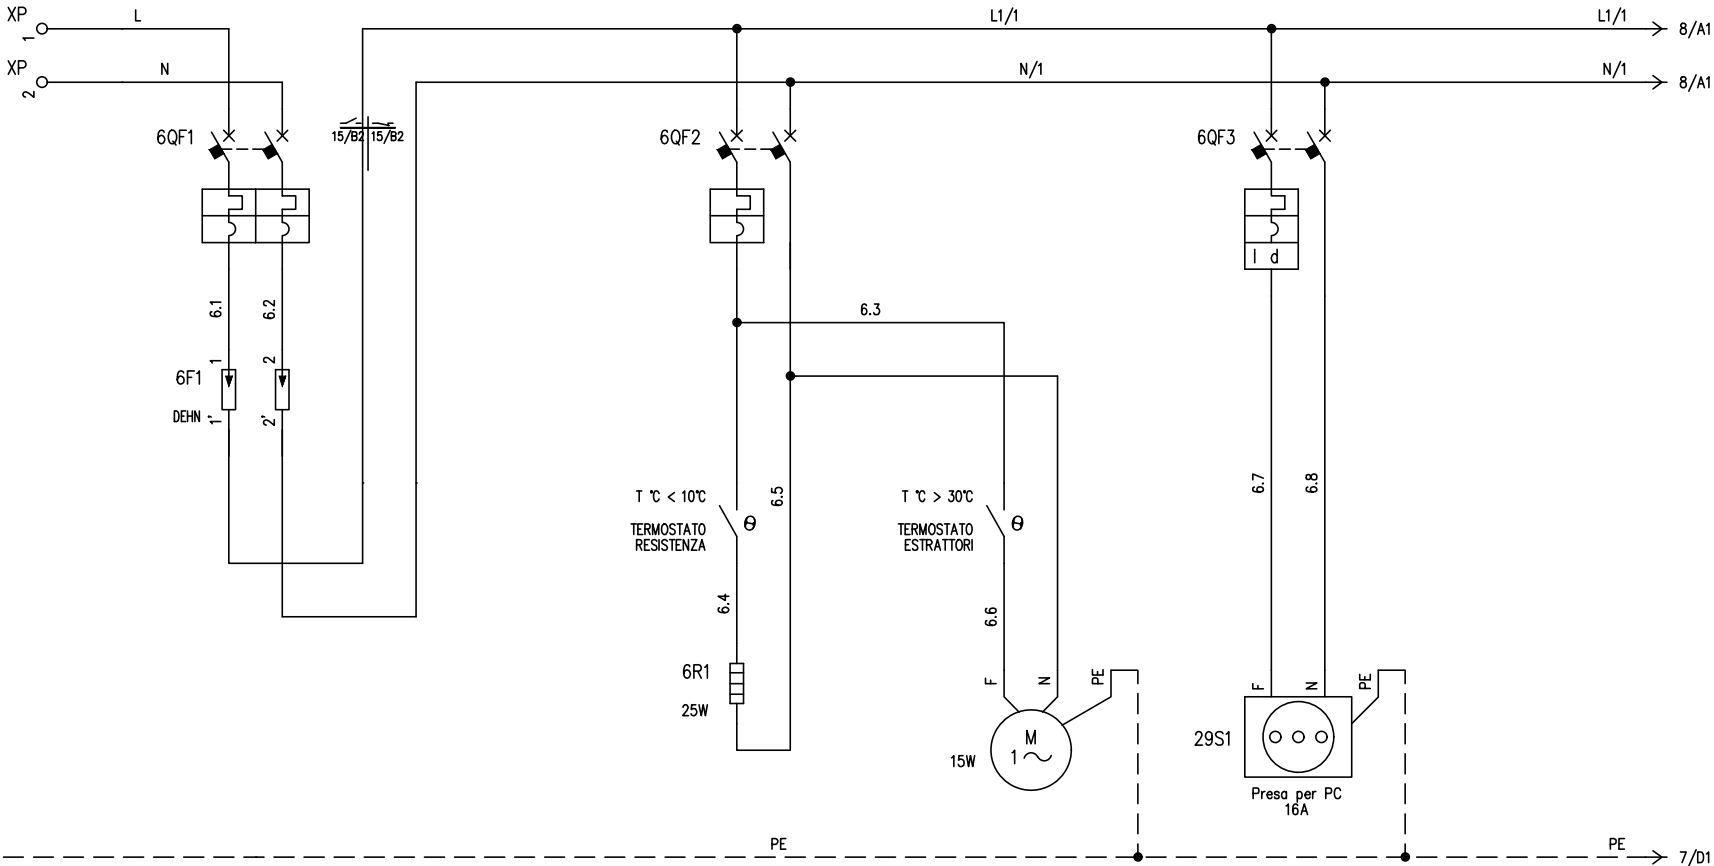 XP
1
L
L1/1
L1/1
8/A1
XP
2
N
N/1
N/1
8/A1
6QF1
15/B2
15/B2
6QF2
6QF3
I d
6.1
6.2
6.3
1
2
6F1
DEHN
1'
2'
T °C < 10°C
TERMOSTATO
RESISTENZA
θ
6.5
T °C > 30°C
TERMOSTATO
ESTRATTORI
θ
6.7
6.8
6.4
6.6
6R1
25W
F
N
PE
M
1~
15W
F
N
PE
29S1
Presa per PC
16A
PE
PE
7/D1